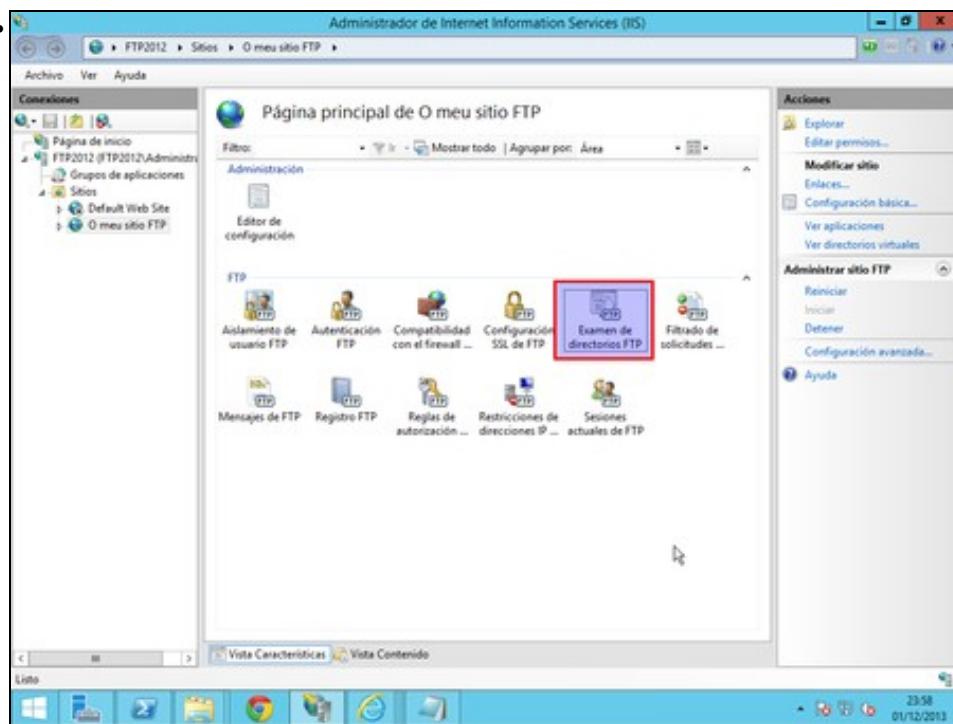 Administrador de Internet Information Services (IIS)
FTP2012 Sitios O meu sitio FTP
Archivo Ver Ayuda
Conexiones
Página de inicio
FTP2012 (FTP2012\Administr
Grupos de aplicaciones
Sitios
Default Web Site
O meu sitio FTP
Página principal de O meu sitio FTP
Filtro: Ir Mostrar todo Agrupar por: Área
Administración
Editor de
configuración
FTP
Aislamiento de
usuario FTP
Autenticación
FTP
Compatibilidad
con el firewall ...
Configuración
SSL de FTP
Examen de
directorios FTP
Filtrado de
solicitudes ...
Mensajes de FTP
Registro FTP
Reglas de
autorización ...
Restricciones de
direcciones IP ...
Sesiones
actuales de FTP
Vista Características Vista Contenido
Acciones
Explorar
Editar permisos...
Modificar sitio
Enlaces...
Configuración básica...
Ver aplicaciones
Ver directorios virtuales
Administrar sitio FTP
Reiniciar
Iniciar
Detener
Configuración avanzada...
Ayuda
Listo
23:58
01/12/2013